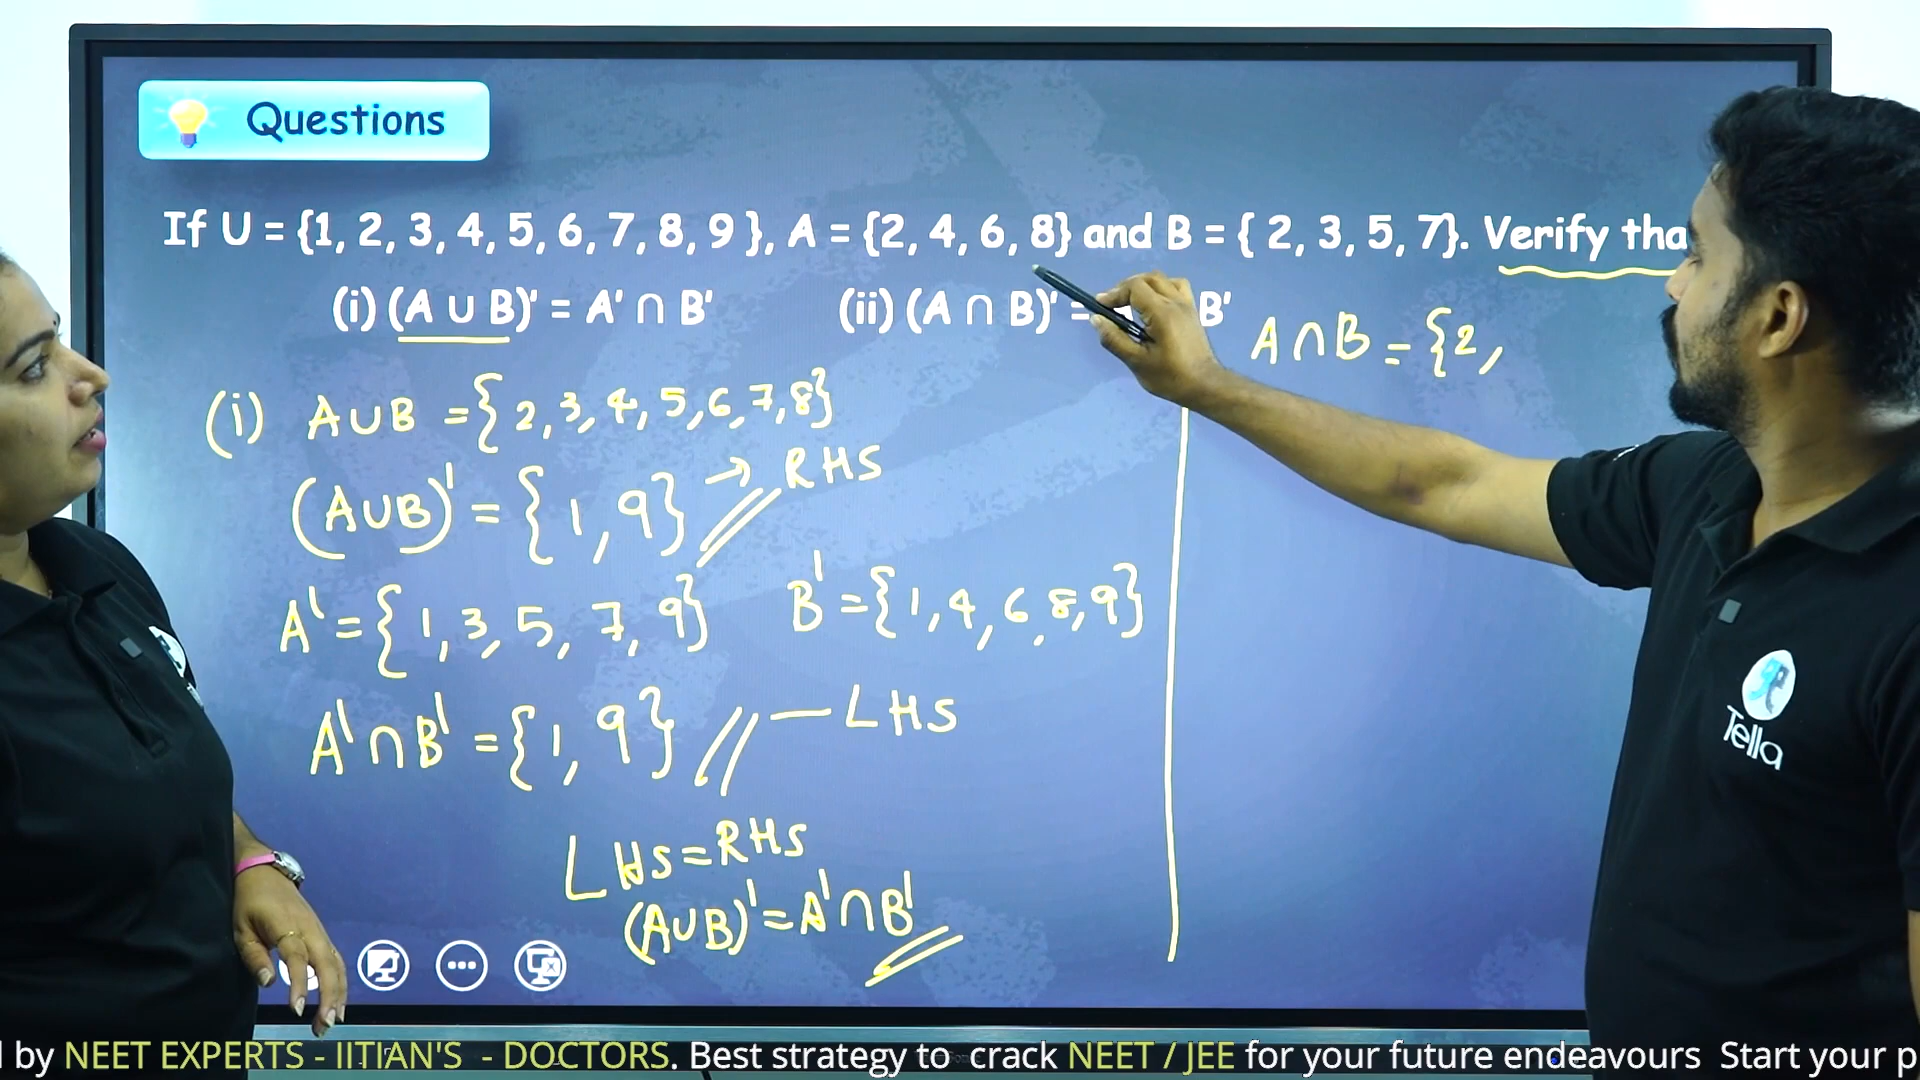 Questions
If U = {1, 2, 3, 4, 5, 6, 7, 8, 9 }, A = {2, 4, 6, 8} and B = { 2, 3, 5, 7}. Verify tha
(i) (A ∪ B)' = A' ∩ B' (ii) (A ∩ B)' = B'
A∩B = {2,
(i) A∪B = {2,3,4,5,6,7,8}
(A∪B)' = {1,9} → RHS
A' = {1,3,5,7,9} B' = {1,4,6,8,9}
A'∩B' = {1,9} — LHS
LHS=RHS
(A∪B)'=A'∩B'
Tella
by NEET EXPERTS - IITIAN'S - DOCTORS. Best strategy to crack NEET / JEE for your future endeavours Start your p